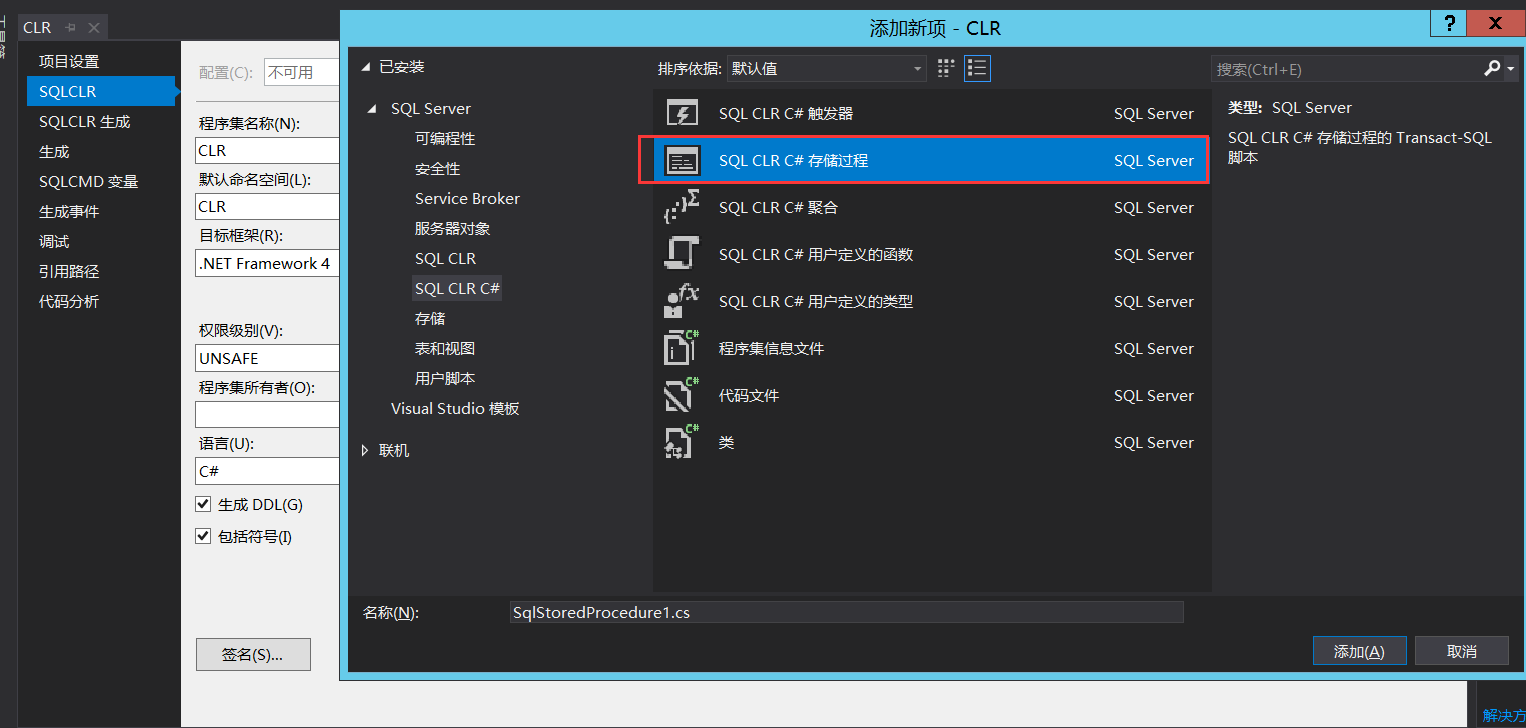 CLR
项目设置
SQLCLR
SQLCLR 生成
生成
SQLCMD 变量
生成事件
调试
引用路径
代码分析
配置(C):
不可用
程序集名称(N):
CLR
默认命名空间(L):
CLR
目标框架(R):
.NET Framework 4
权限级别(V):
UNSAFE
程序集所有者(O):
语言(U):
C#
生成 DDL(G)
包括符号(I)
签名(S)...
添加新项 - CLR
?
已安装
SQL Server
可编程性
安全性
Service Broker
服务器对象
SQL CLR
SQL CLR C#
存储
表和视图
用户脚本
Visual Studio 模板
联机
排序依据: 默认值
搜索(Ctrl+E)
SQL CLR C# 触发器 SQL Server
SQL CLR C# 存储过程 SQL Server
SQL CLR C# 聚合 SQL Server
SQL CLR C# 用户定义的函数 SQL Server
SQL CLR C# 用户定义的类型 SQL Server
程序集信息文件 SQL Server
代码文件 SQL Server
类 SQL Server
类型: SQL Server
SQL CLR C# 存储过程的 Transact-SQL
脚本
名称(N):
SqlStoredProcedure1.cs
添加(A)
取消
解决方